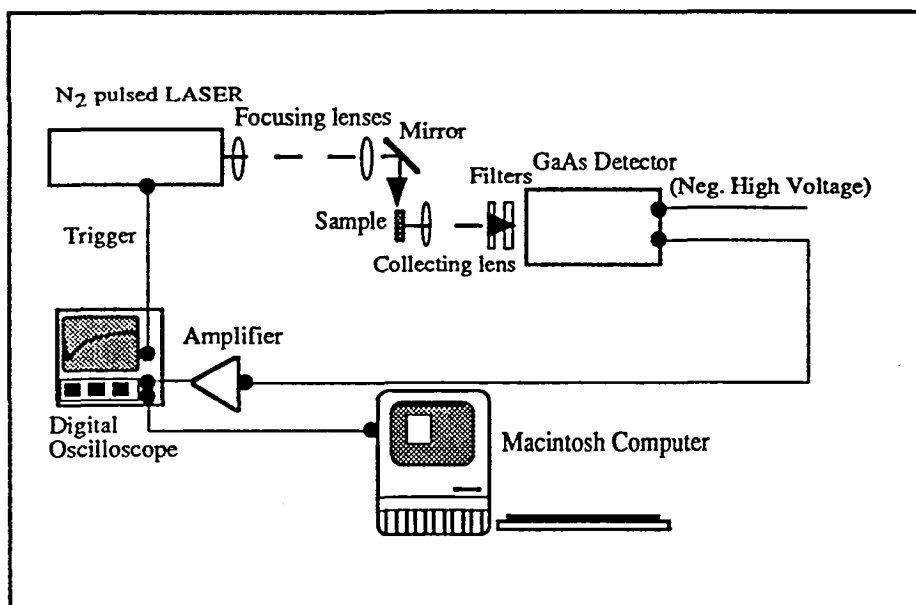 N2 pulsed LASER
Focusing lenses
Mirror
GaAs Detector
Filters
(Neg. High Voltage)
Sample
Trigger
Collecting lens
Amplifier
Digital
Oscilloscope
Macintosh Computer